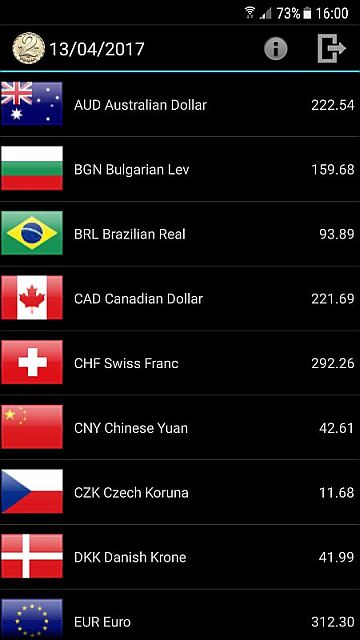 73% 16:00
2 13/04/2017
AUD Australian Dollar 222.54
BGN Bulgarian Lev 159.68
BRL Brazilian Real 93.89
CAD Canadian Dollar 221.69
CHF Swiss Franc 292.26
CNY Chinese Yuan 42.61
CZK Czech Koruna 11.68
DKK Danish Krone 41.99
EUR Euro 312.30